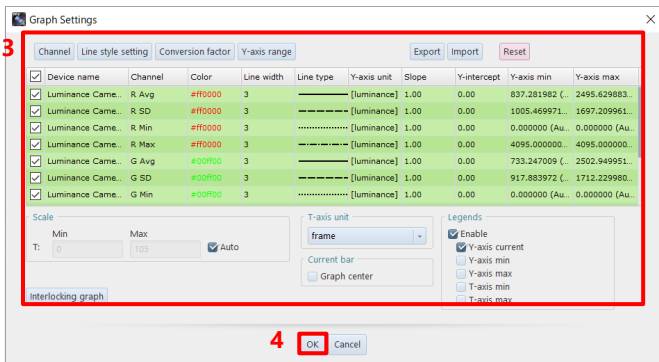 Graph Settings
3
Channel Line style setting Conversion factor Y-axis range Export Import Reset
Device name Channel Color Line width Line type Y-axis unit Slope Y-intercept Y-axis min Y-axis max
Luminance Came... R Avg #ff0000 3 [luminance] 1.00 0.00 837.281982 (... 2495.629883...
Luminance Came... R SD #ff0000 3 [luminance] 1.00 0.00 1005.469971... 1697.209961...
Luminance Came... R Min #ff0000 3 [luminance] 1.00 0.00 0.000000 (Au... 0.000000 (Au...
Luminance Came... R Max #ff0000 3 [luminance] 1.00 0.00 4095.000000... 4095.000000...
Luminance Came... G Avg #00ff00 3 [luminance] 1.00 0.00 733.247009 (... 2502.949951...
Luminance Came... G SD #00ff00 3 [luminance] 1.00 0.00 917.883972 (... 1712.229980...
Luminance Came... G Min #00ff00 3 [luminance] 1.00 0.00 0.000000 (Au... 0.000000 (Au...
Scale T-axis unit Legends
Min Max frame Enable
T: 0 105 Auto Y-axis current
Current bar Y-axis min
Graph center Y-axis max
T-axis min
Interlocking graph T-axis max
4 OK Cancel